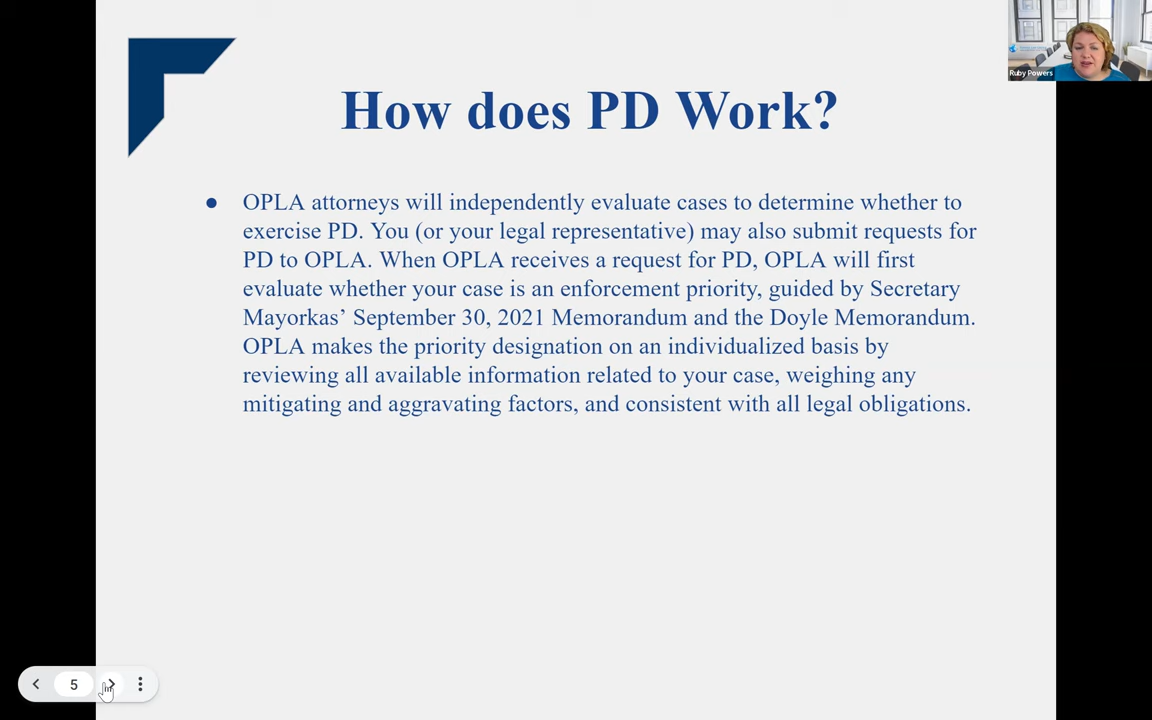 Ruby Powers
How does PD Work?
● OPLA attorneys will independently evaluate cases to determine whether to
exercise PD. You (or your legal representative) may also submit requests for
PD to OPLA. When OPLA receives a request for PD, OPLA will first
evaluate whether your case is an enforcement priority, guided by Secretary
Mayorkas’ September 30, 2021 Memorandum and the Doyle Memorandum.
OPLA makes the priority designation on an individualized basis by
reviewing all available information related to your case, weighing any
mitigating and aggravating factors, and consistent with all legal obligations.
5